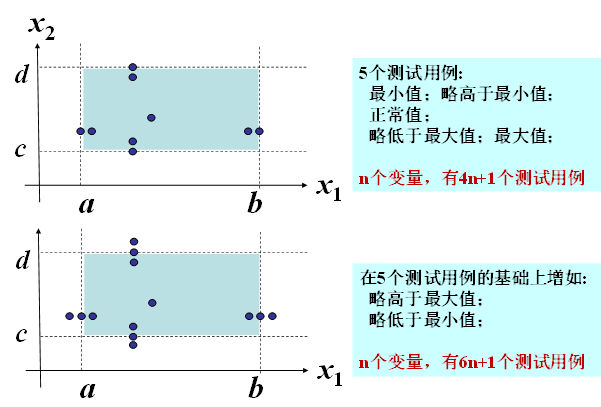 x2
d
c
a
b
x1
5个测试用例:
最小值；略高于最小值；
正常值；
略低于最大值；最大值；
n个变量，有4n+1个测试用例
d
c
a
b
x1
在5个测试用例的基础上增如:
略高于最大值；
略低于最小值；
n个变量，有6n+1个测试用例